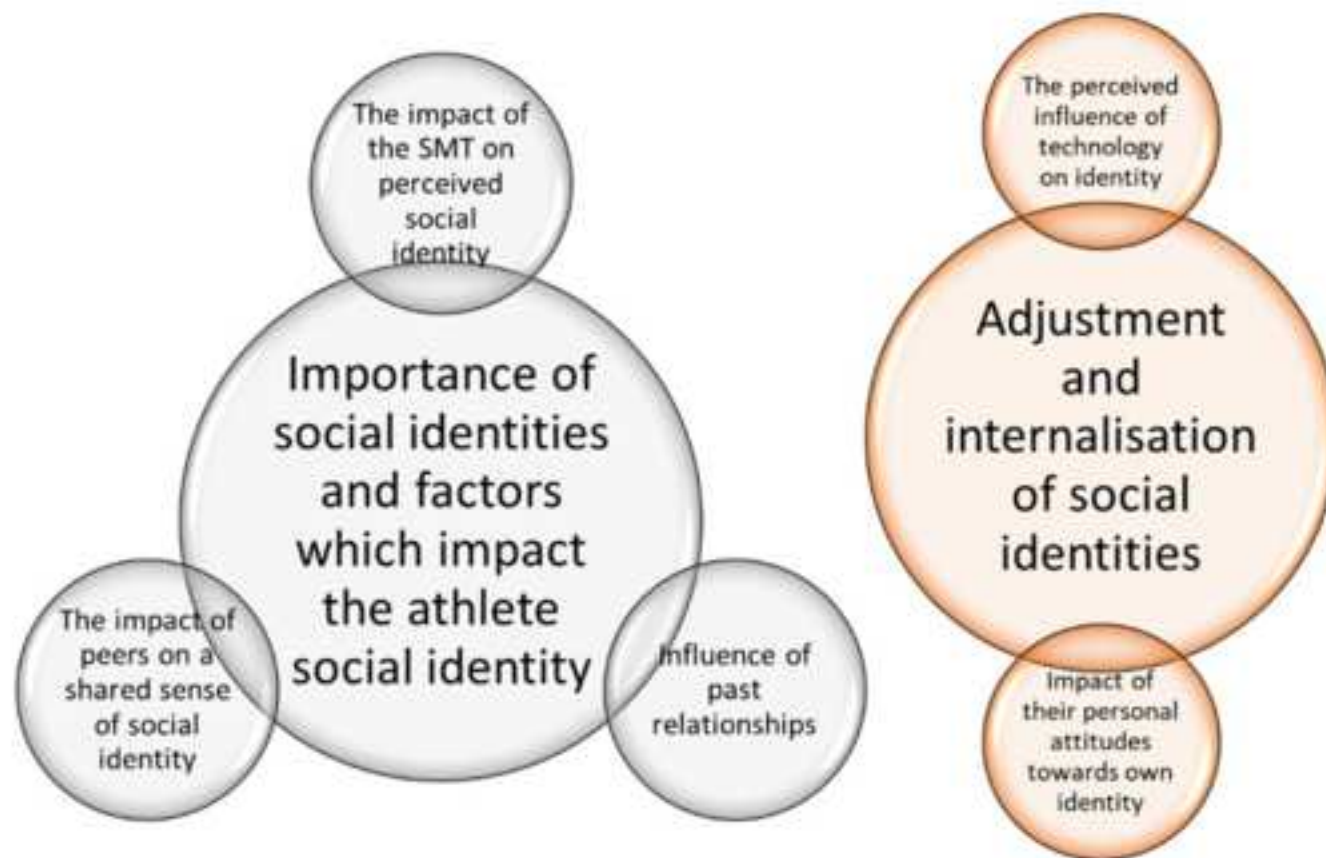 The impact of
the SMT on
perceived
social
identity
Importance of
social identities
and factors
which impact
the athlete
social identity
The impact of
peers on a
shared sense
of social
identity
Influence of
past
relationships
The perceived
influence of
technology
on identity
Adjustment
and
internalisation
of social
identities
Impact of
their personal
attitudes
towards own
identity